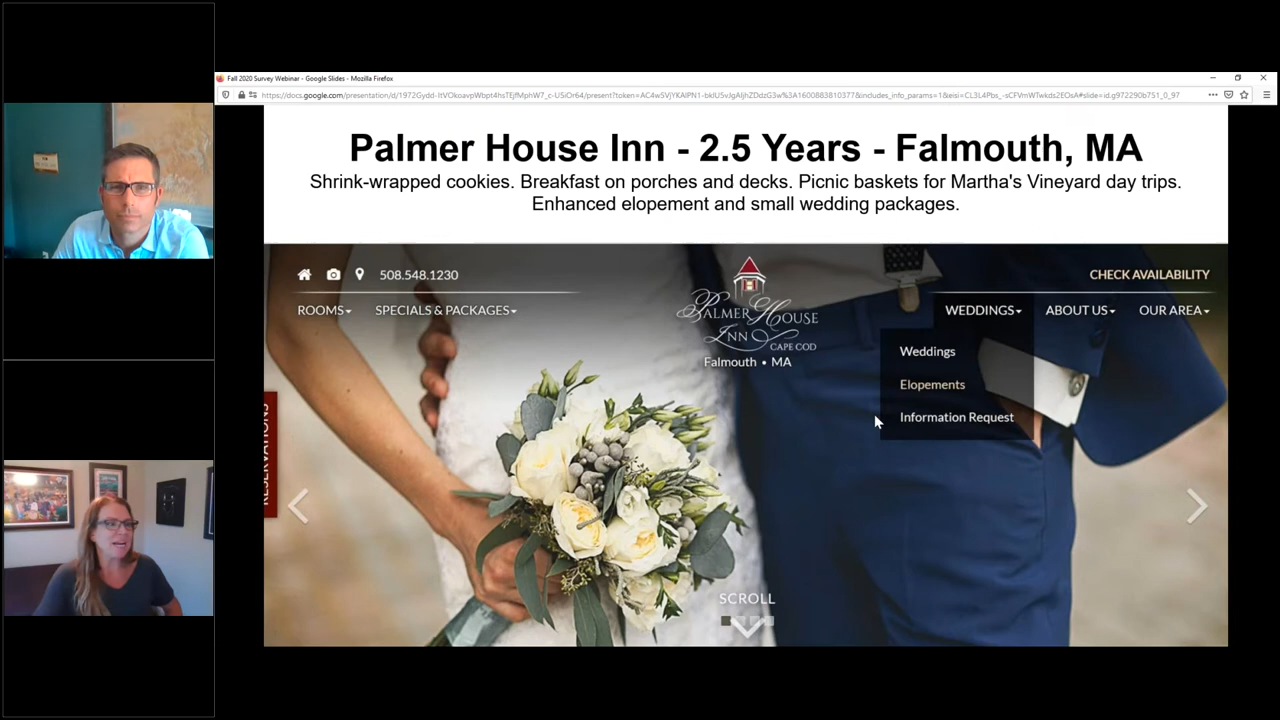 Fall 2020 Survey Webinar - Google Slides - Mozilla Firefox
Palmer House Inn - 2.5 Years - Falmouth, MA
Shrink-wrapped cookies. Breakfast on porches and decks. Picnic baskets for Martha's Vineyard day trips.
Enhanced elopement and small wedding packages.
508.548.1230
CHECK AVAILABILITY
ROOMS
SPECIALS & PACKAGES
PALMER HOUSE
INN
CAPE COD
Falmouth • MA
WEDDINGS
ABOUT US
OUR AREA
Weddings
Elopements
Information Request
RESERVATIONS
SCROLL